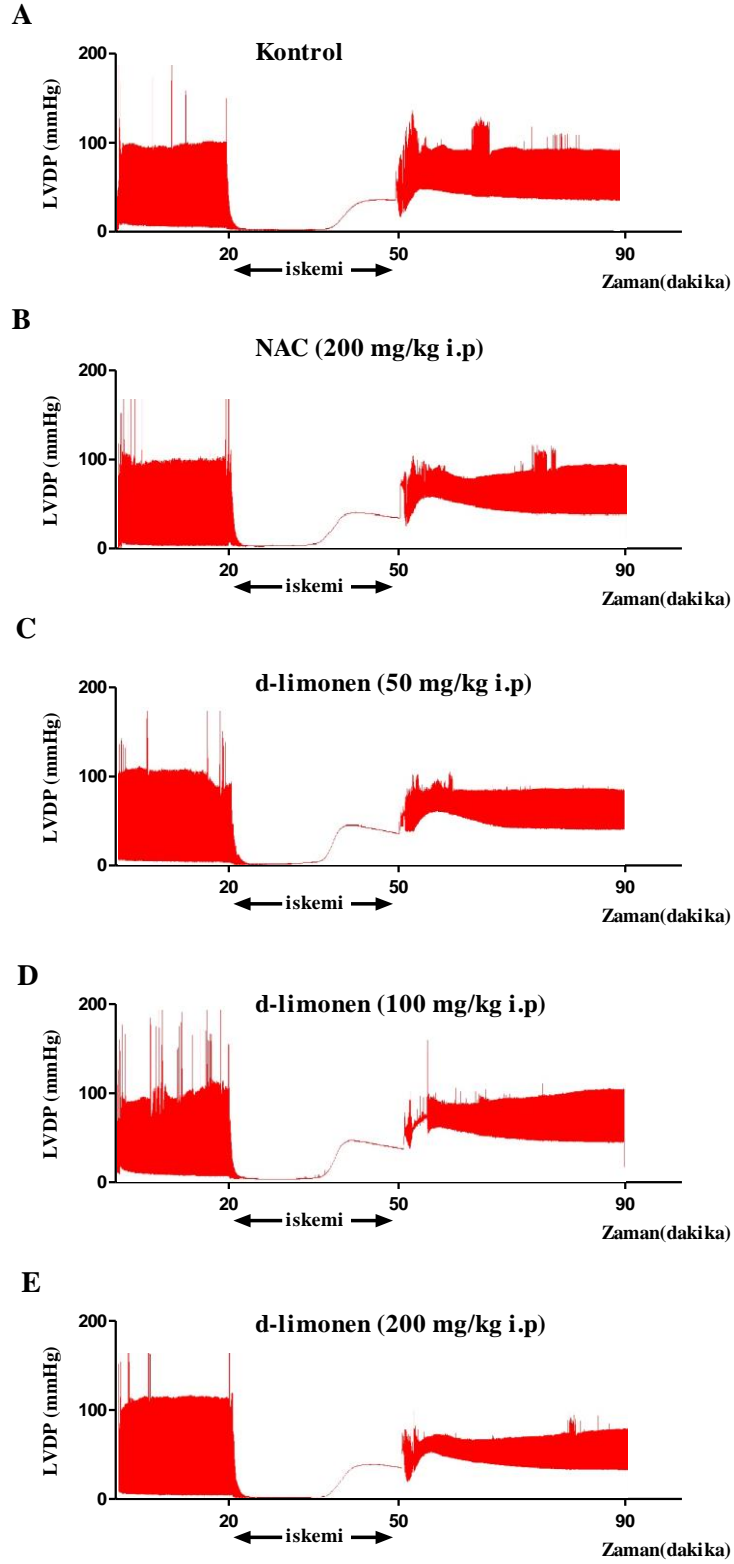 A
Kontrol
LVDP (mmHg)
200
100
0
20
50
90
iskemi
Zaman(dakika)
B
NAC (200 mg/kg i.p)
LVDP (mmHg)
200
100
0
20
50
90
iskemi
Zaman(dakika)
C
d-limonen (50 mg/kg i.p)
LVDP (mmHg)
200
100
0
20
50
90
iskemi
Zaman(dakika)
D
d-limonen (100 mg/kg i.p)
LVDP (mmHg)
200
100
0
20
50
90
iskemi
Zaman(dakika)
E
d-limonen (200 mg/kg i.p)
LVDP (mmHg)
200
100
0
20
50
90
iskemi
Zaman(dakika)